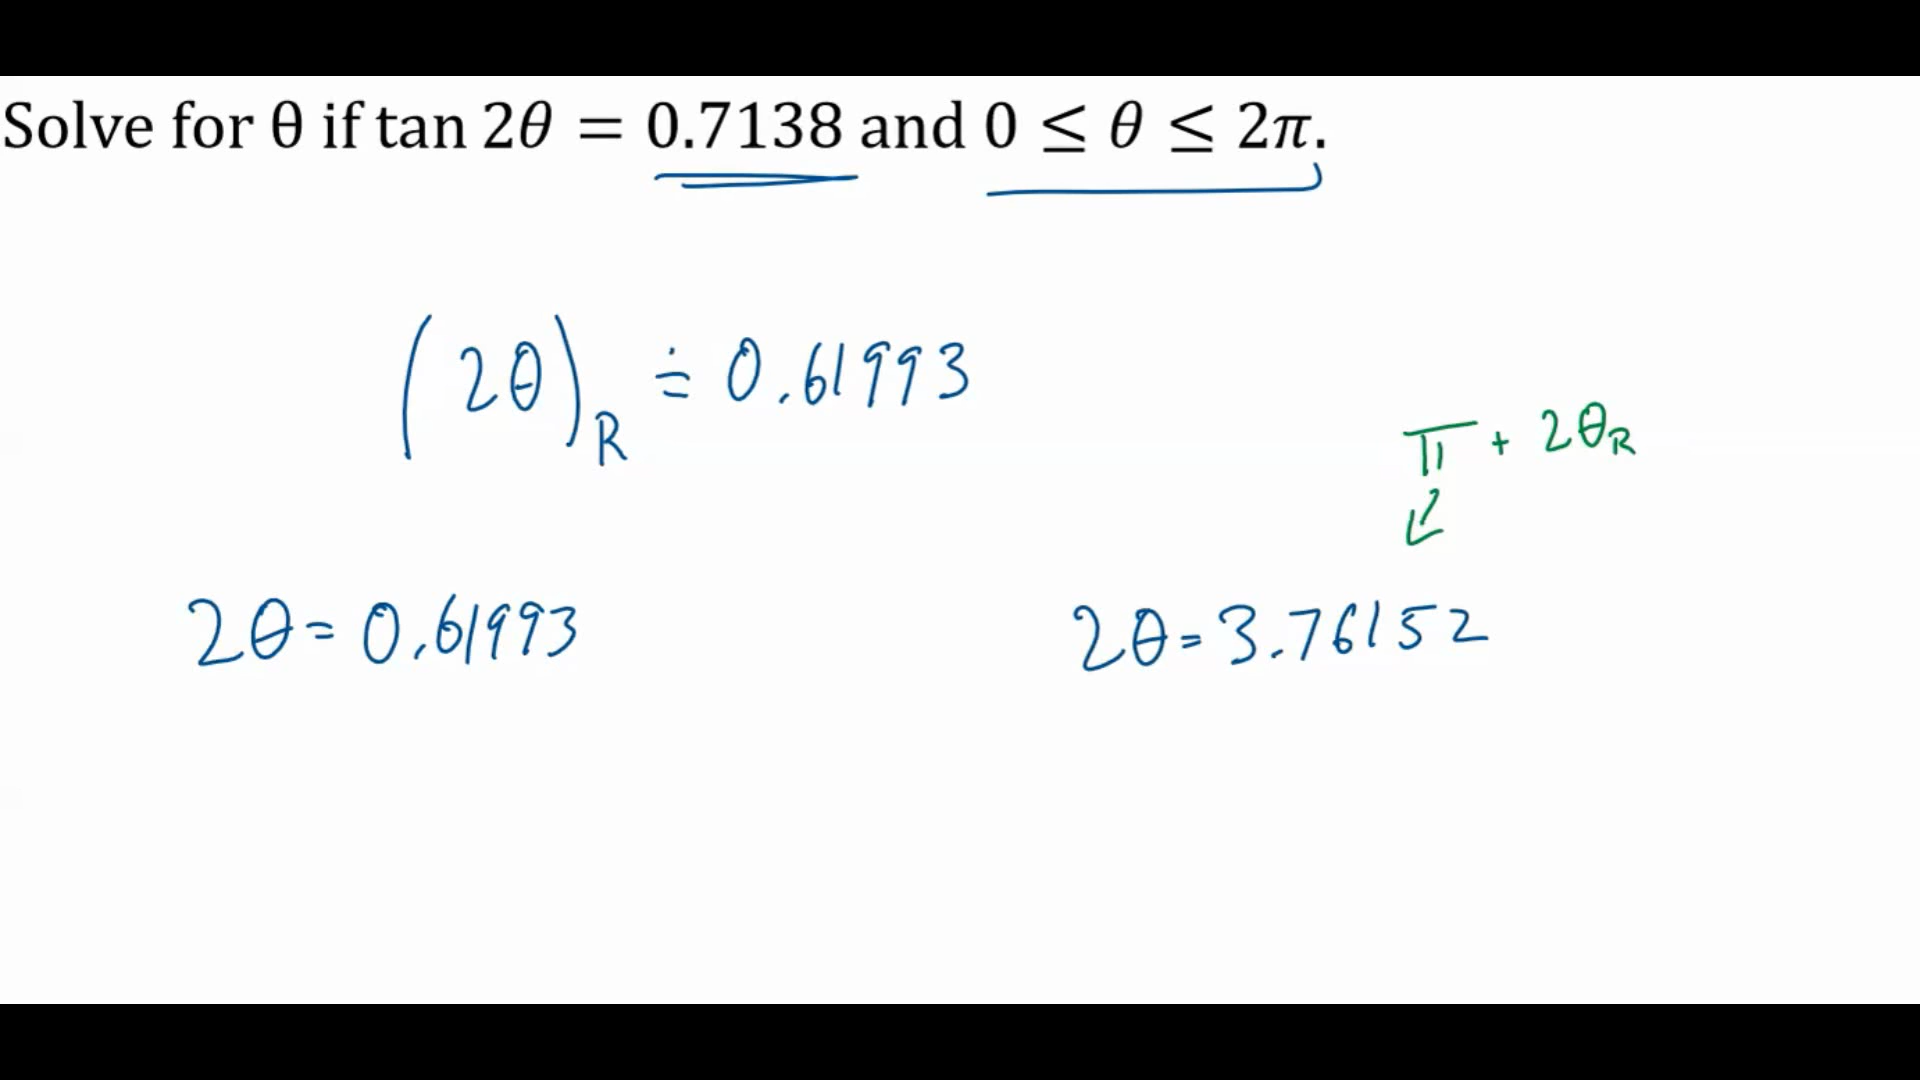 Solve for θ if tan 2θ = 0.7138 and 0 ≤ θ ≤ 2π.
(2θ)R ≐ 0.61993
π + 2θR
2θ = 0.61993
2θ = 3.76152